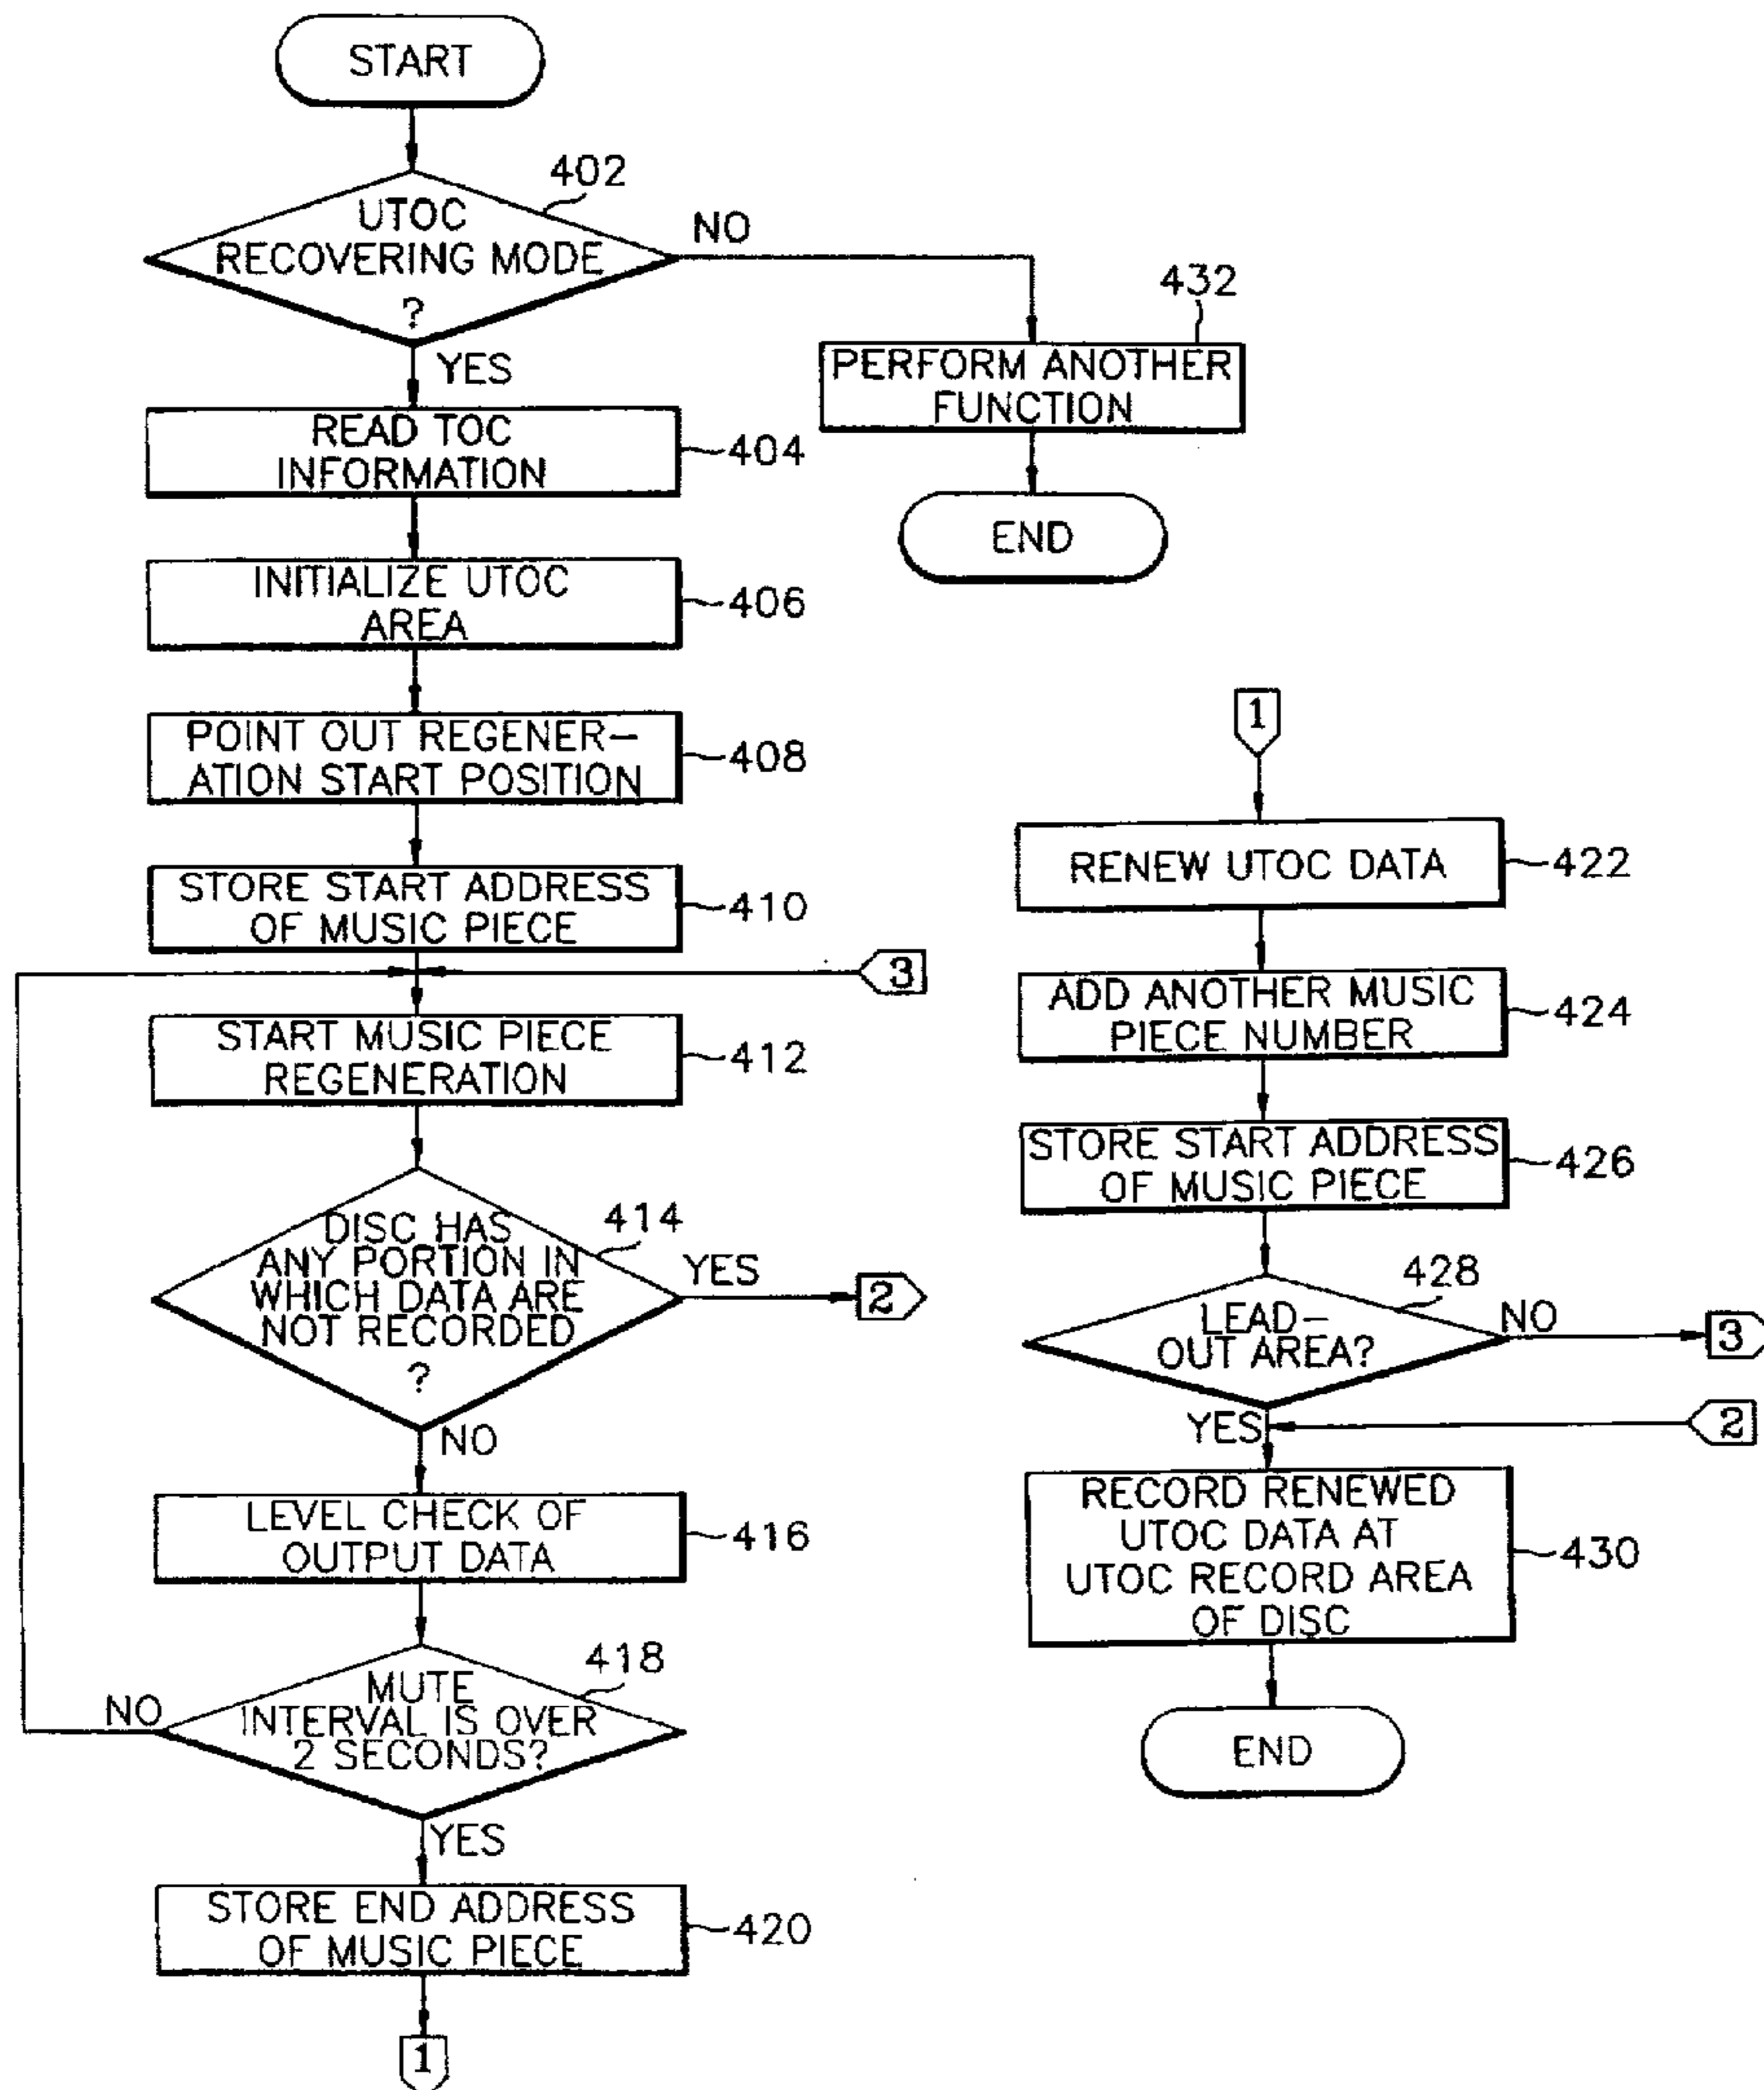 START
402
UTOC
RECOVERING MODE
?
NO
YES
432
PERFORM ANOTHER
FUNCTION
END
READ TOC
INFORMATION
404
INITIALIZE UTOC
AREA
406
POINT OUT REGENER-
ATION START POSITION
408
STORE START ADDRESS
OF MUSIC PIECE
410
3
START MUSIC PIECE
REGENERATION
412
DISC HAS
ANY PORTION IN
WHICH DATA ARE
NOT RECORDED
?
414
YES
2
NO
LEVEL CHECK OF
OUTPUT DATA
416
MUTE
INTERVAL IS OVER
2 SECONDS?
418
NO
YES
STORE END ADDRESS
OF MUSIC PIECE
420
1
1
RENEW UTOC DATA
422
ADD ANOTHER MUSIC
PIECE NUMBER
424
STORE START ADDRESS
OF MUSIC PIECE
426
LEAD-
OUT AREA?
428
NO
3
YES
2
RECORD RENEWED
UTOC DATA AT
UTOC RECORD AREA
OF DISC
430
END